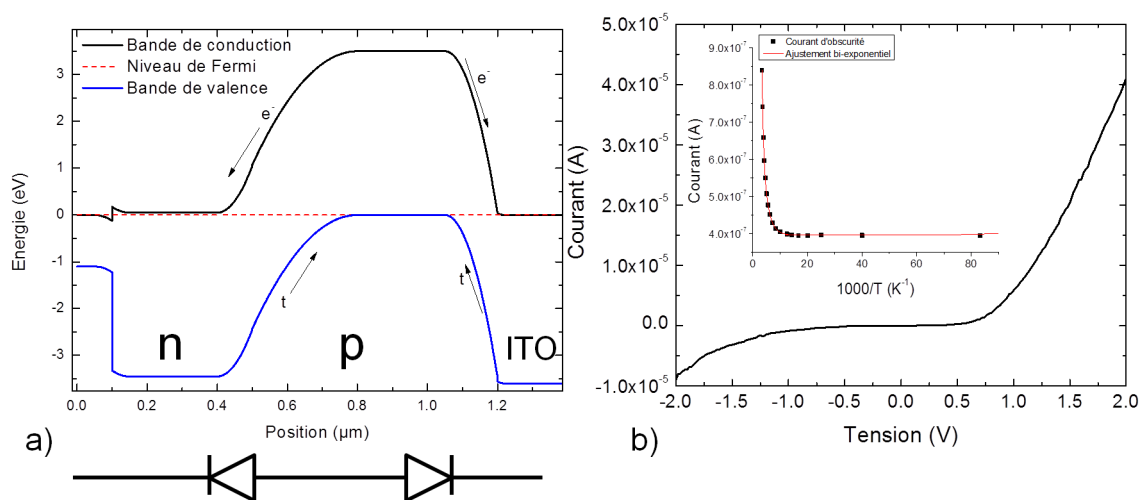 Bande de conduction
Niveau de Fermi
Bande de valence
e-
e-
t
t
n
p
ITO
Energie (eV)
3
2
1
0
-1
-2
-3
0.0 0.2 0.4 0.6 0.8 1.0 1.2
Position (µm)
a)
5.0x10-5
4.0x10-5
3.0x10-5
2.0x10-5
1.0x10-5
0.0
-1.0x10-5
Courant (A)
-2.0 -1.5 -1.0 -0.5 0.0 0.5 1.0 1.5 2.0
Tension (V)
b)
Courant d'obscurité
Ajustement bi-exponentiel
9.0x10-7
8.0x10-7
7.0x10-7
6.0x10-7
5.0x10-7
4.0x10-7
Courant (A)
0 20 40 60 80
1000/T (K-1)